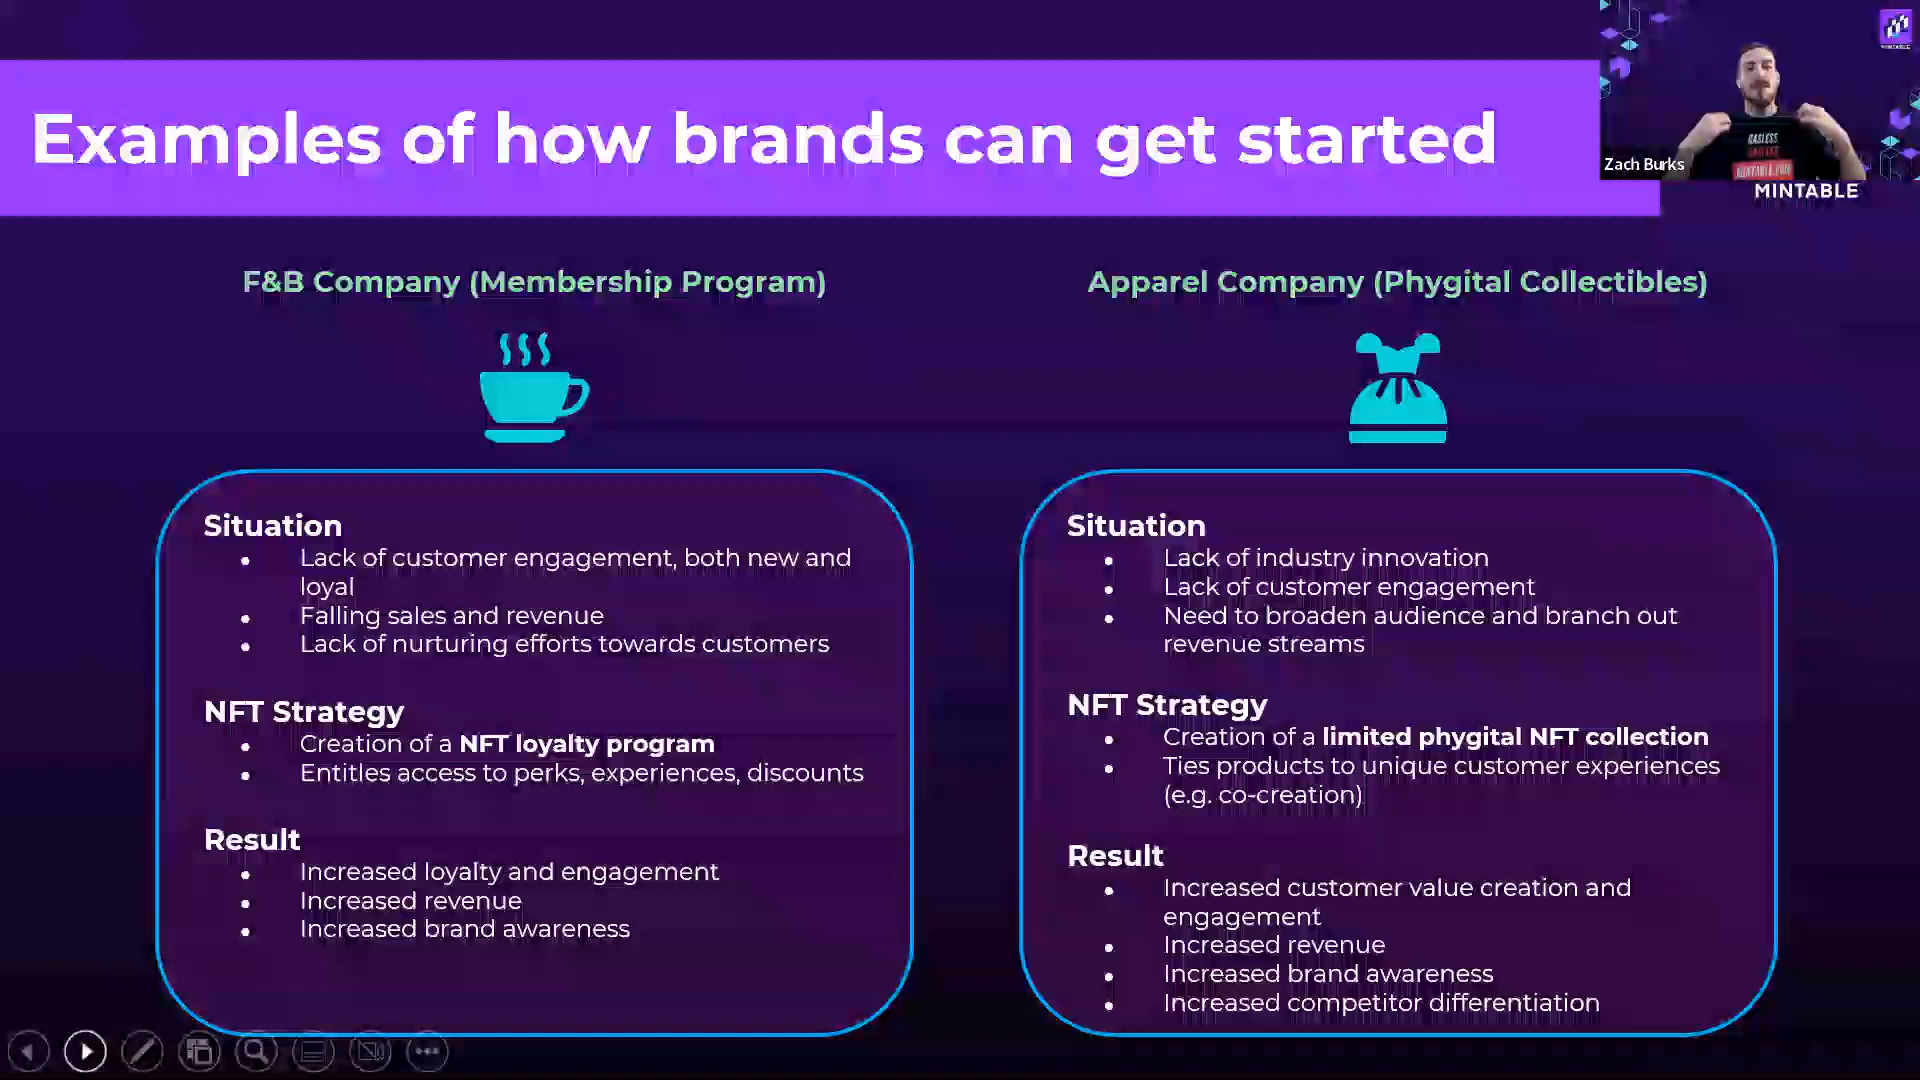 Examples of how brands can get started
Zach Burks
MINTABLE
F&B Company (Membership Program)
Situation
Lack of customer engagement, both new and
loyal
Falling sales and revenue
Lack of nurturing efforts towards customers
NFT Strategy
Creation of a NFT loyalty program
Entitles access to perks, experiences, discounts
Result
Increased loyalty and engagement
Increased revenue
Increased brand awareness
Apparel Company (Phygital Collectibles)
Situation
Lack of industry innovation
Lack of customer engagement
Need to broaden audience and branch out
revenue streams
NFT Strategy
Creation of a limited phygital NFT collection
Ties products to unique customer experiences
(e.g. co-creation)
Result
Increased customer value creation and
engagement
Increased revenue
Increased brand awareness
Increased competitor differentiation